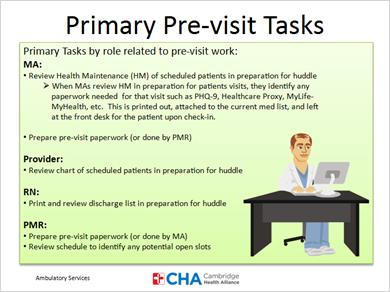 Primary Pre-visit Tasks
Primary Tasks by role related to pre-visit work:
MA:
• Review Health Maintenance (HM) of scheduled patients in preparation for huddle
➢ When MAs review HM in preparation for patients visits, they identify any
paperwork needed for that visit such as PHQ-9, Healthcare Proxy, MyLife-
MyHealth, etc. This is printed out, attached to the current med list, and left
at the front desk for the patient upon check-in.
• Prepare pre-visit paperwork (or done by PMR)
Provider:
• Review chart of scheduled patients in preparation for huddle
RN:
• Print and review discharge list in preparation for huddle
PMR:
• Prepare pre-visit paperwork (or done by MA)
• Review schedule to identify any potential open slots
Ambulatory Services
CHA Cambridge
Health Alliance